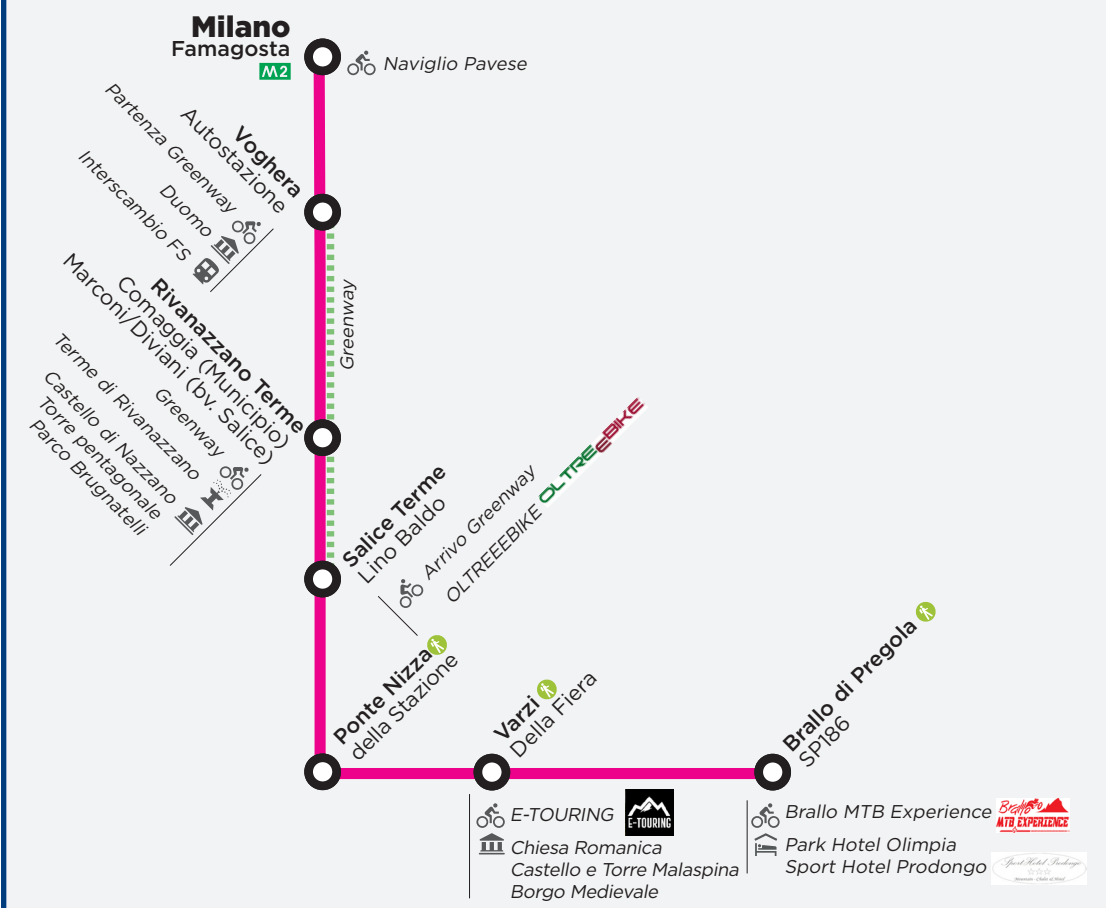 Milano
Famagosta
M2
Naviglio Pavese
Voghera
Autostazione
Partenza Greenway
Duomo
Interscambio FS
Greenway
Rivanazzano Terme
Comaggia (Municipio)
Marconi/Diviani (bv. Salice)
Greenway
Terme di Rivanazzano
Castello di Nazzano
Torre pentagonale
Parco Brugnatelli
Salice Terme
Lino Baldo
Arrivo Greenway
OLTREEEBIKE
OLTREEBIKE
Ponte Nizza
della Stazione
Varzi
Della Fiera
E-TOURING
E-TOURING
Chiesa Romanica
Castello e Torre Malaspina
Borgo Medievale
Brallo di Pregola
SP186
Brallo MTB Experience
Brallo
MTB EXPERIENCE
Park Hotel Olimpia
Sport Hotel Prodongo
Sport Hotel Prodongo